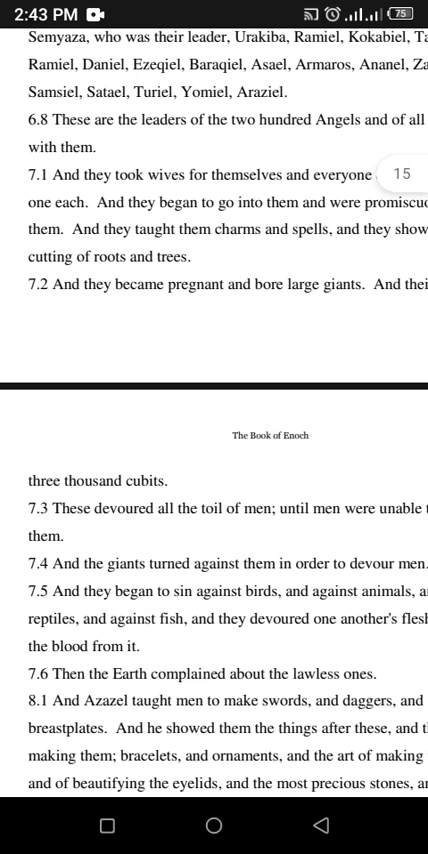 2:43 PM
75
Semyaza, who was their leader, Urakiba, Ramiel, Kokabiel,
Ramiel, Daniel, Ezeqiel, Baraqiel, Asael, Armaros, Ananel,
Samsiel, Satael, Turiel, Yomiel, Araziel.
6.8 These are the leaders of the two hundred Angels and of all
with them.
7.1 And they took wives for themselves and everyone
15
one each. And they began to go into them and were
them. And they taught them charms and spells, and they
cutting of roots and trees.
7.2 And they became pregnant and bore large giants. And
The Book of Enoch
three thousand cubits.
7.3 These devoured all the toil of men; until men were unable
them.
7.4 And the giants turned against them in order to devour men.
7.5 And they began to sin against birds, and against animals,
reptiles, and against fish, and they devoured one another's
the blood from it.
7.6 Then the Earth complained about the lawless ones.
8.1 And Azazel taught men to make swords, and daggers, and
breastplates. And he showed them the things after these, and
making them; bracelets, and ornaments, and the art of making
and of beautifying the eyelids, and the most precious stones,